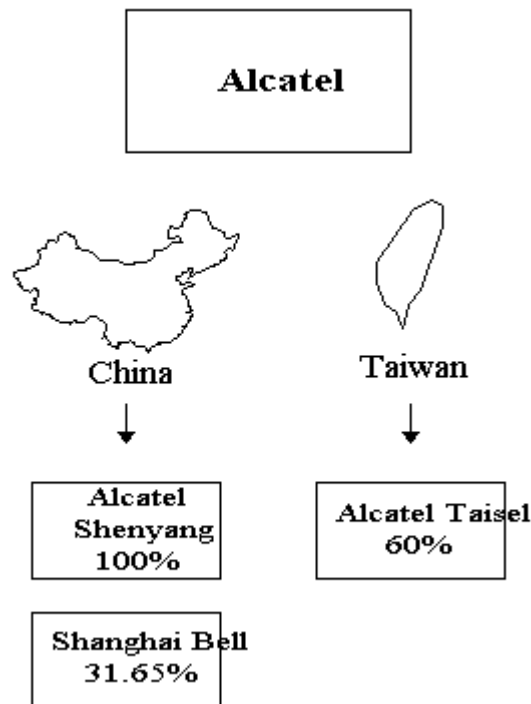 Alcatel
China
Taiwan
Alcatel
Shenyang
100%
Alcatel Taisel
60%
Shanghai Bell
31.65%